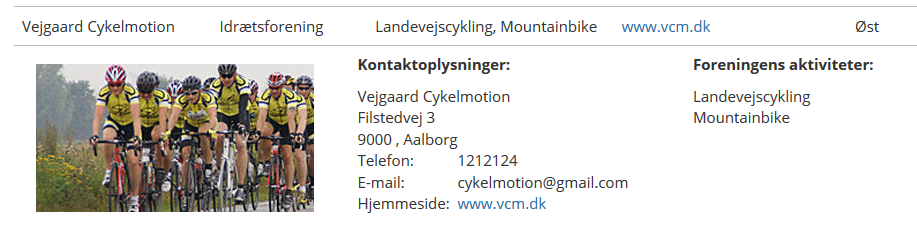 Vejgaard Cykelmotion Idrætsforening Landevejscykling, Mountainbike www.vcm.dk Øst
Kontaktoplysninger:
Vejgaard Cykelmotion
Filstedvej 3
9000 , Aalborg
Telefon: 1212124
E-mail: cykelmotion@gmail.com
Hjemmeside: www.vcm.dk
Foreningens aktiviteter:
Landevejscykling
Mountainbike